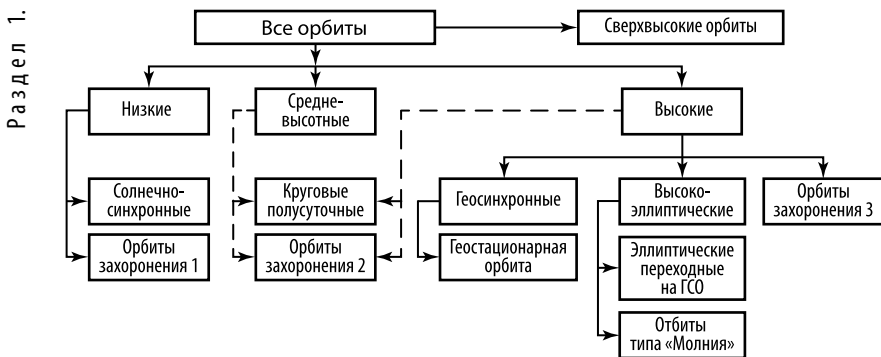 Раздел 1.
Все орбиты
Сверхвысокие орбиты
Низкие
Средне-
высотные
Высокие
Солнечно-
синхронные
Круговые
полусуточные
Геосинхронные
Высоко-
эллиптические
Орбиты
захоронения 3
Орбиты
захоронения 1
Орбиты
захоронения 2
Геостационарная
орбита
Эллиптические
переходные
на ГСО
Отбиты
типа «Молния»